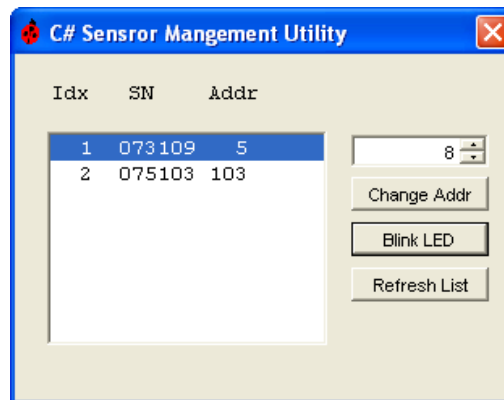 C# Sensror Mangement Utility
Idx SN Addr
1 073109 5
2 075103 103
8
Change Addr
Blink LED
Refresh List